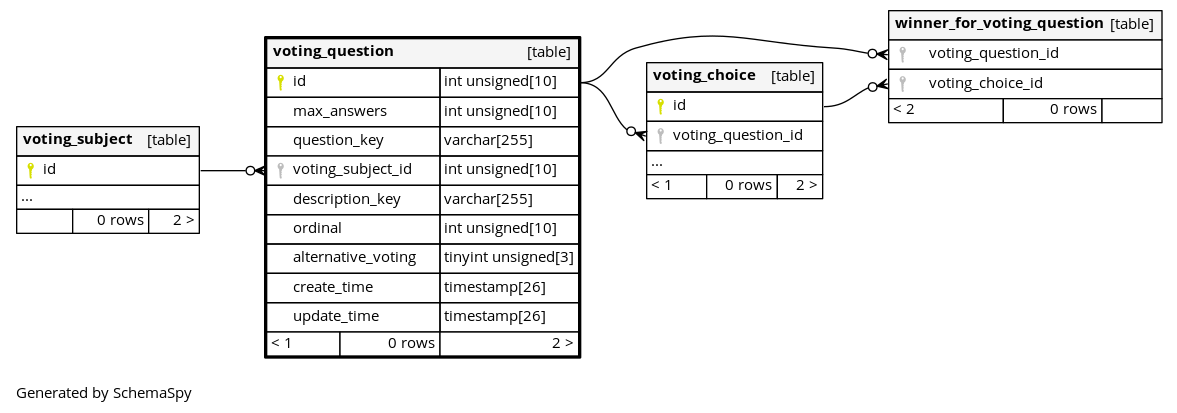 voting_subject [table]
id
...
0 rows 2 >
voting_question [table]
id int unsigned[10]
max_answers int unsigned[10]
question_key varchar[255]
voting_subject_id int unsigned[10]
description_key varchar[255]
ordinal int unsigned[10]
alternative_voting tinyint unsigned[3]
create_time timestamp[26]
update_time timestamp[26]
< 1 0 rows 2 >
voting_choice [table]
id
voting_question_id
...
< 1 0 rows 2 >
winner_for_voting_question [table]
voting_question_id
voting_choice_id
< 2 0 rows
Generated by SchemaSpy